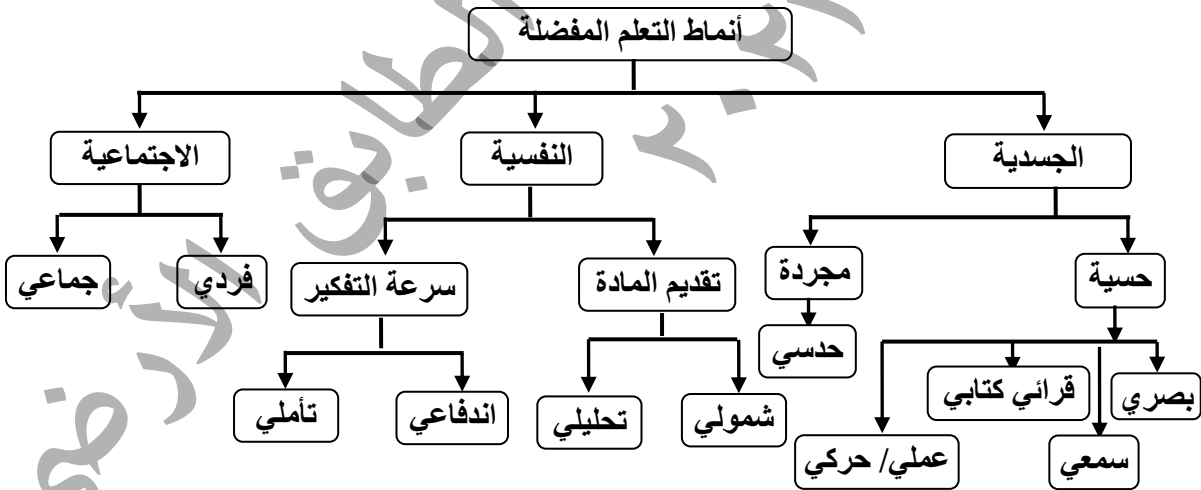 أنماط التعلم المفضلة
الجسدية
النفسية
الاجتماعية
حسية
مجردة
تقديم المادة
سرعة التفكير
فردي
جماعي
حدسي
بصري
قرائي كتابي
سمعي
عملي/ حركي
شمولي
تحليلي
اندفاعي
تأملي
الطابق